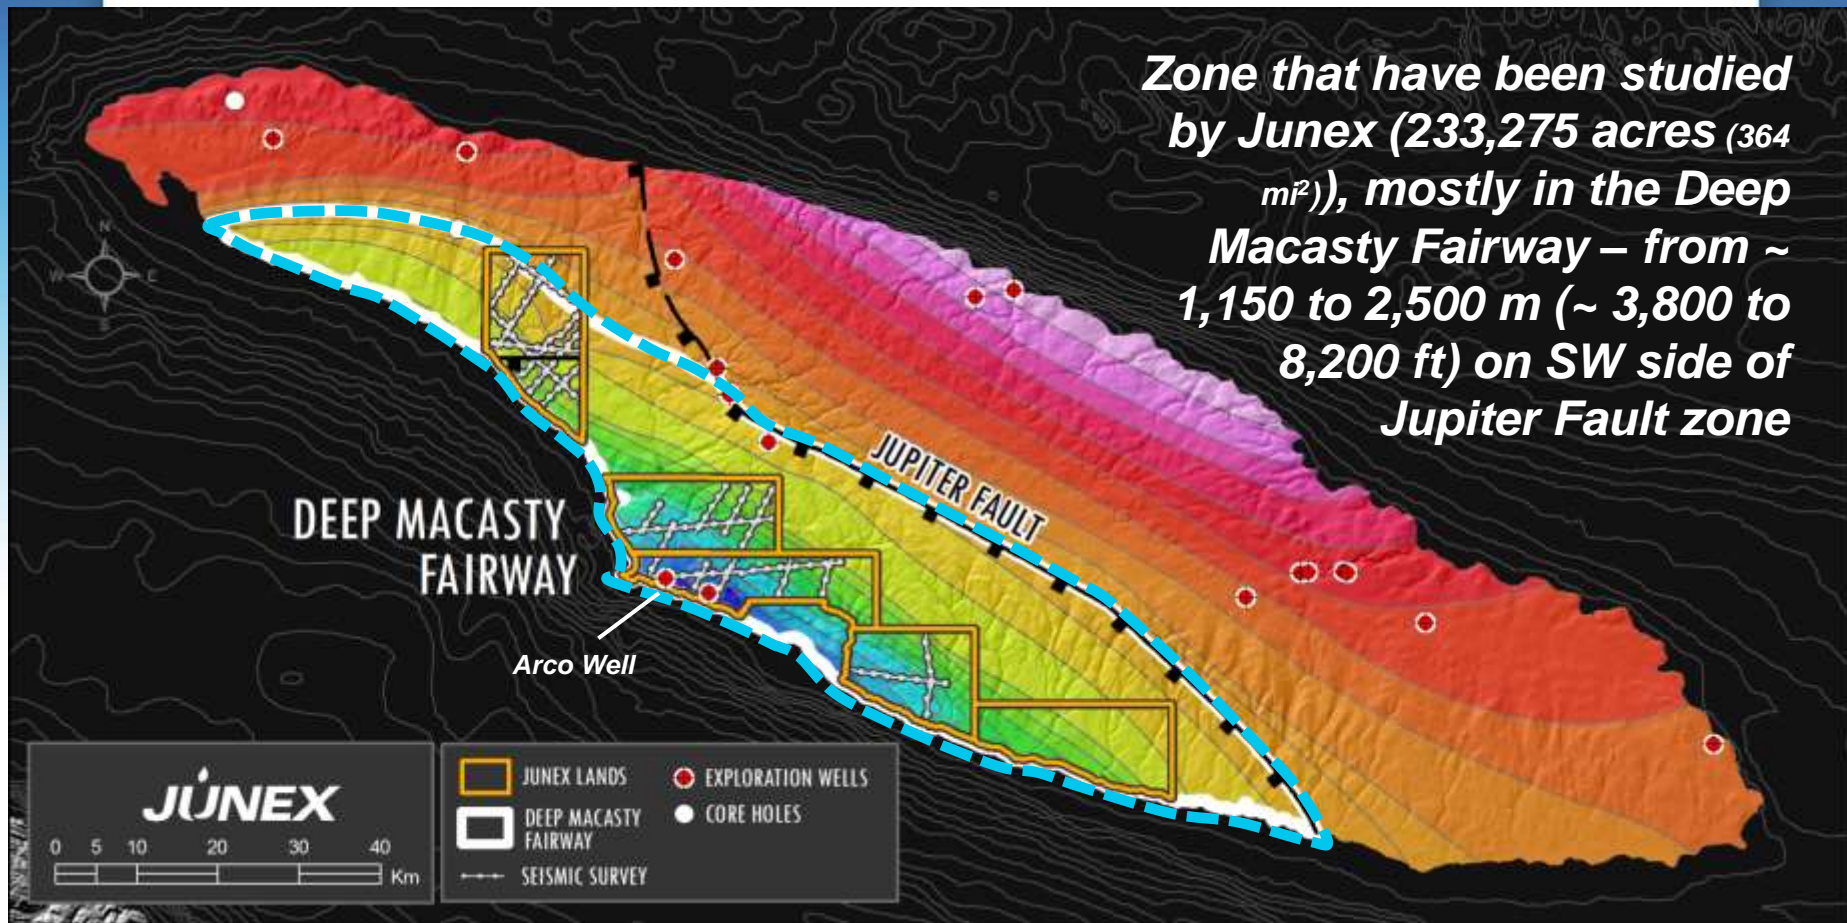 Zone that have been studied
by Junex (233,275 acres (364
mi²)), mostly in the Deep
Macasty Fairway – from ~
1,150 to 2,500 m (~ 3,800 to
8,200 ft) on SW side of
Jupiter Fault zone
N
W
E
S
JUPITER FAULT
DEEP MACASTY
FAIRWAY
Arco Well
JUNEX
0 5 10 20 30 40
Km
JUNEX LANDS
DEEP MACASTY
FAIRWAY
SEISMIC SURVEY
EXPLORATION WELLS
CORE HOLES